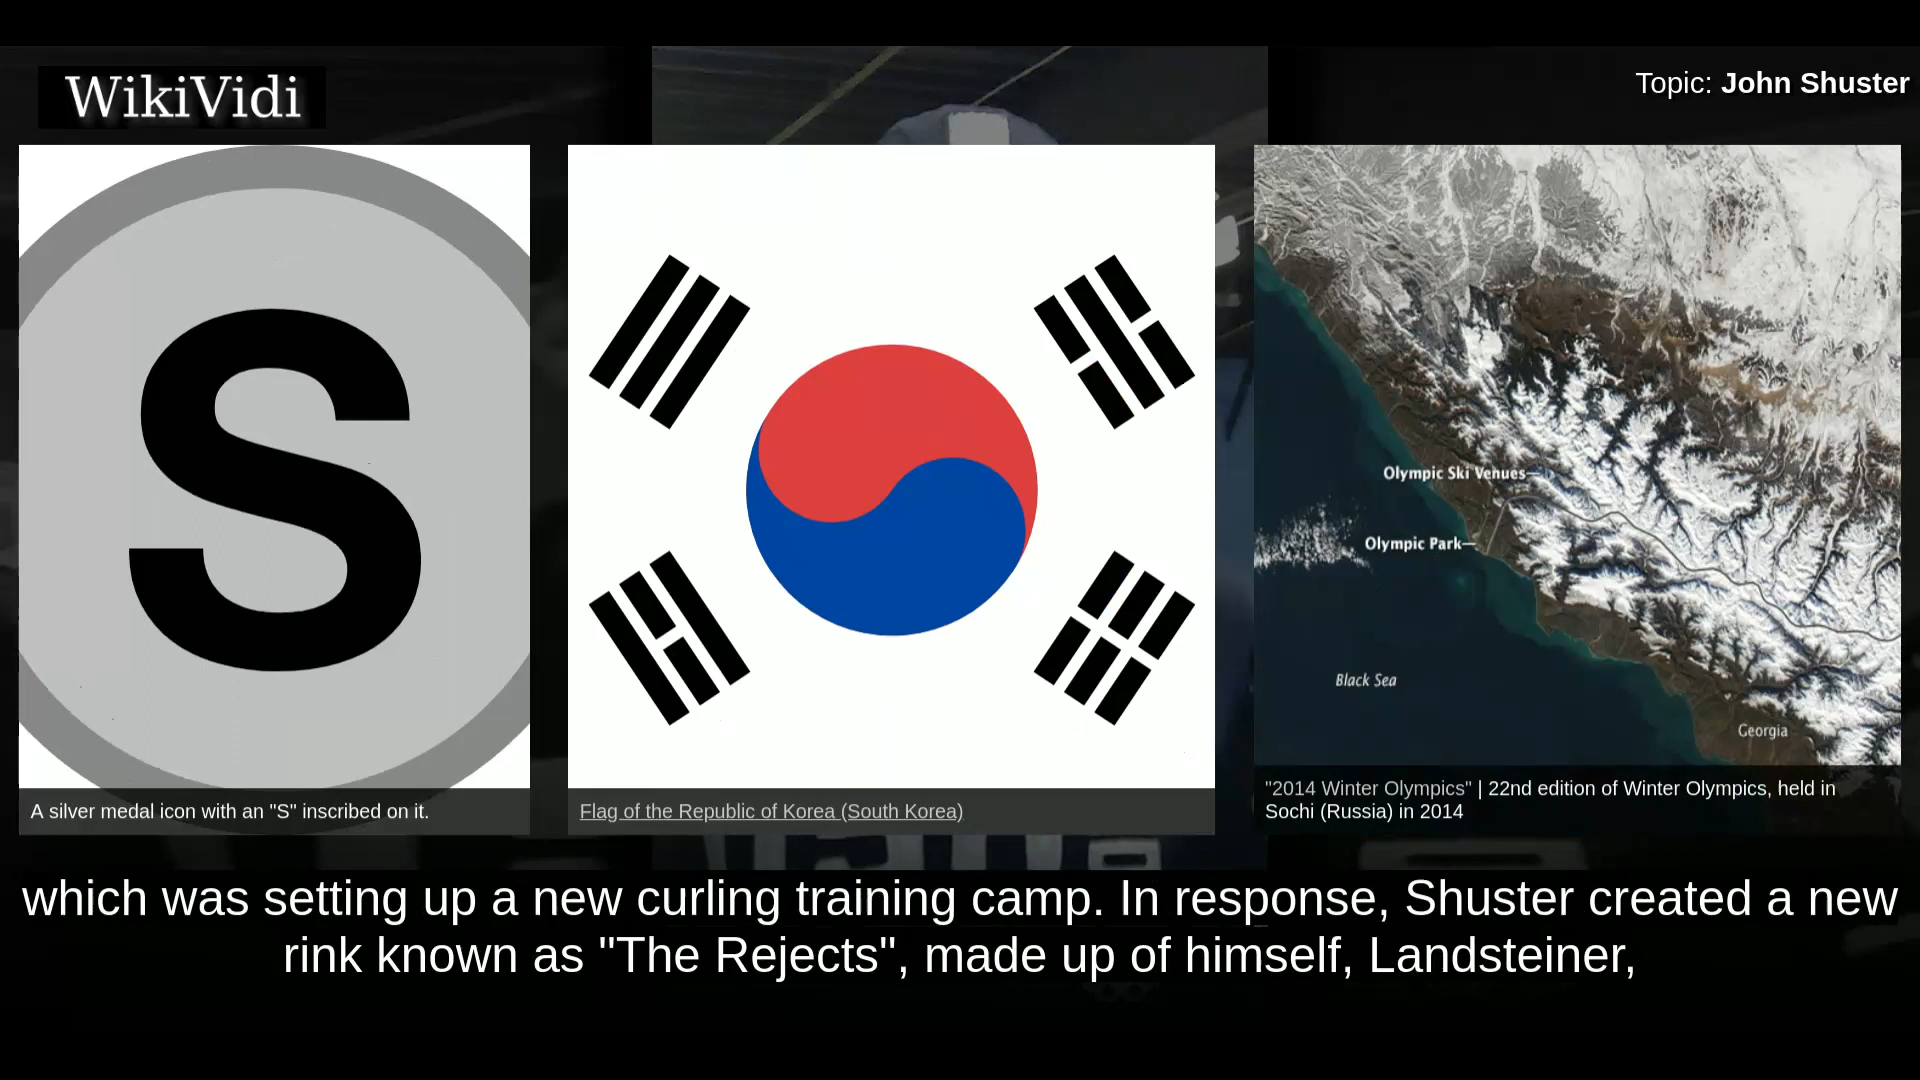 WikiVidi
Topic: John Shuster
S
Olympic Ski Venues
Olympic Park
Black Sea
Georgia
A silver medal icon with an "S" inscribed on it.
Flag of the Republic of Korea (South Korea)
"2014 Winter Olympics" | 22nd edition of Winter Olympics, held in
Sochi (Russia) in 2014
which was setting up a new curling training camp. In response, Shuster created a new
rink known as "The Rejects", made up of himself, Landsteiner,